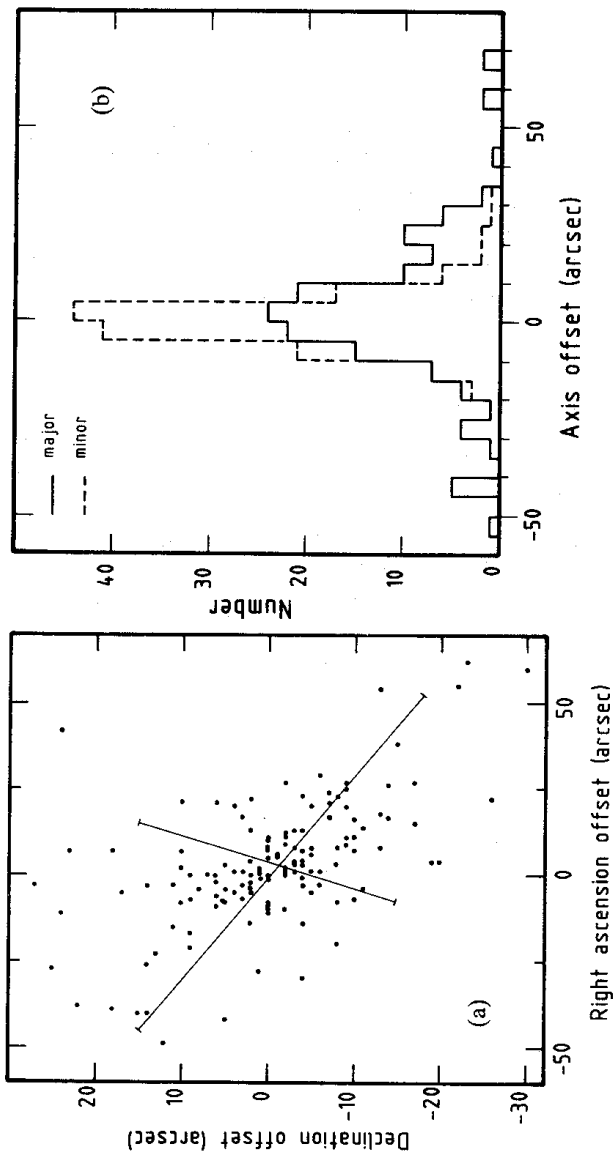 Declination offset (arcsec)
20
10
0
-10
-20
-30
(a)
-50
0
50
Right ascension offset (arcsec)
Number
40
30
20
10
0
major
minor
(b)
-50
0
50
Axis offset (arcsec)